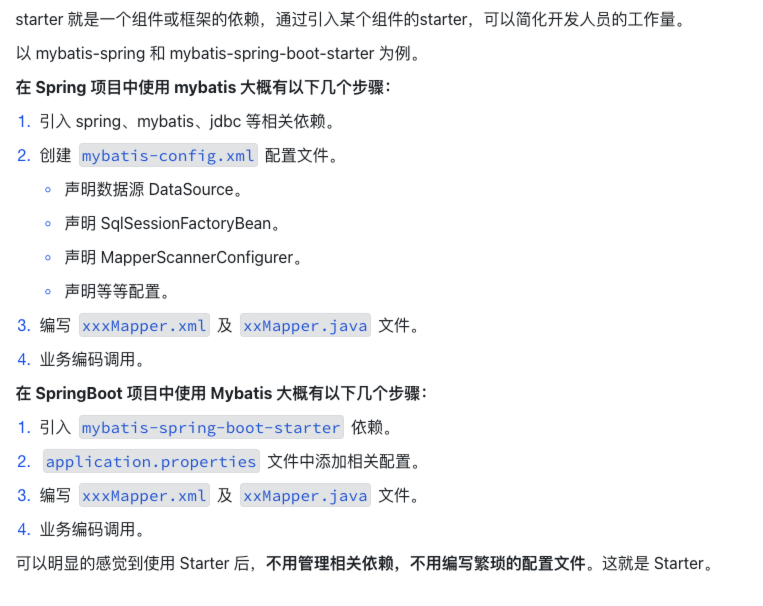 starter 就是一个组件或框架的依赖，通过引入某个组件的starter，可以简化开发人员的工作量。
以 mybatis-spring 和 mybatis-spring-boot-starter 为例。
在 Spring 项目中使用 mybatis 大概有以下几个步骤：
1. 引入 spring、mybatis、jdbc 等相关依赖。
2. 创建 mybatis-config.xml 配置文件。
◦ 声明数据源 DataSource。
◦ 声明 SqlSessionFactoryBean。
◦ 声明 MapperScannerConfigurer。
◦ 声明等等配置。
3. 编写 xxxMapper.xml 及 xxMapper.java 文件。
4. 业务编码调用。
在 SpringBoot 项目中使用 Mybatis 大概有以下几个步骤：
1. 引入 mybatis-spring-boot-starter 依赖。
2. application.properties 文件中添加相关配置。
3. 编写 xxxMapper.xml 及 xxMapper.java 文件。
4. 业务编码调用。
可以明显的感觉到使用 Starter 后，不用管理相关依赖，不用编写繁琐的配置文件。这就是 Starter。